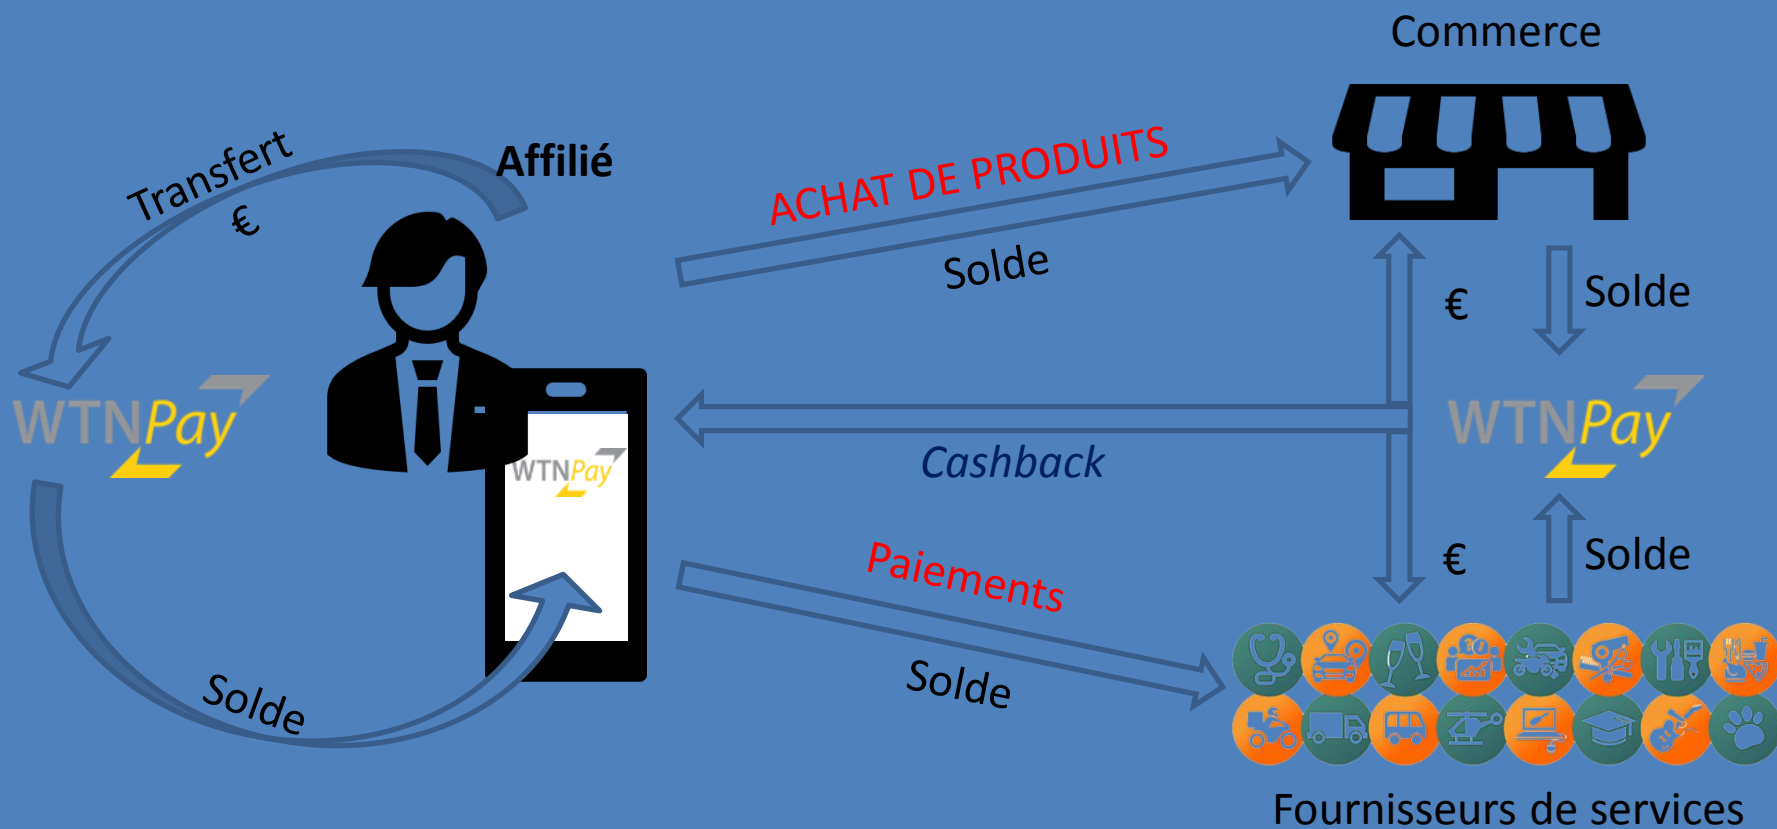 Commerce
Transfert
€
Affilié
ACHAT DE PRODUITS
Solde
€
Solde
WTNPay
WTNPay
Cashback
WTNPay
Paiements
Solde
€
Solde
Solde
Fournisseurs de services